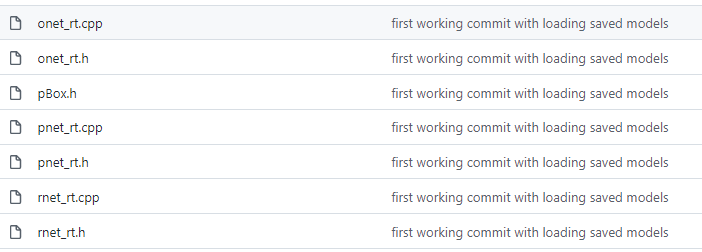 onet_rt.cpp first working commit with loading saved models
onet_rt.h first working commit with loading saved models
pBox.h first working commit with loading saved models
pnet_rt.cpp first working commit with loading saved models
pnet_rt.h first working commit with loading saved models
rnet_rt.cpp first working commit with loading saved models
rnet_rt.h first working commit with loading saved models